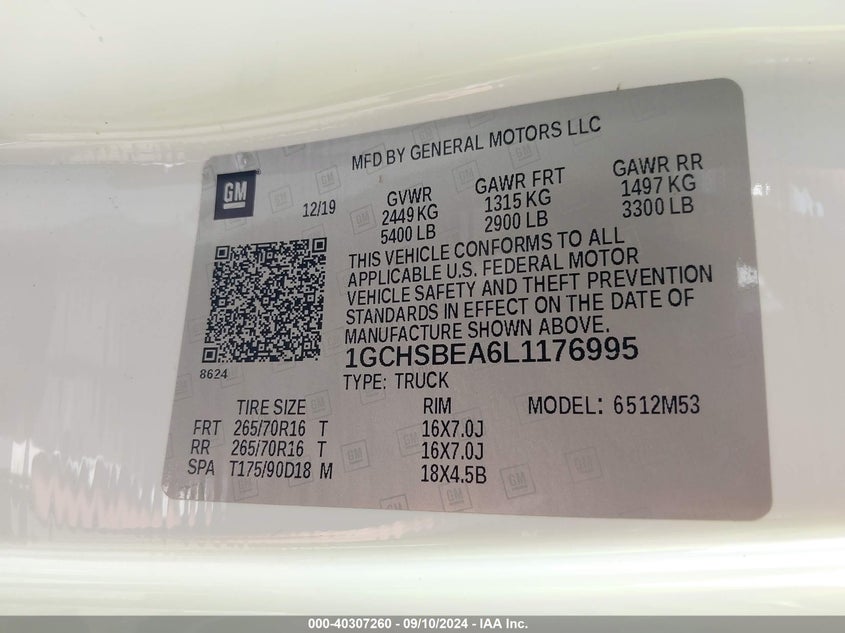 MFD BY GENERAL MOTORS LLC
GM
12/19
GVWR GAWR FRT GAWR RR
2449 KG 1315 KG 1497 KG
5400 LB 2900 LB 3300 LB
THIS VEHICLE CONFORMS TO ALL
APPLICABLE U.S. FEDERAL MOTOR
VEHICLE SAFETY AND THEFT PREVENTION
STANDARDS IN EFFECT ON THE DATE OF
MANUFACTURE SHOWN ABOVE.
8624
1GCHSBEA6L1176995
TYPE: TRUCK
TIRE SIZE RIM MODEL: 6512M53
FRT 265/70R16 T 16X7.0J
RR 265/70R16 T 16X7.0J
SPA T175/90D18 M 18X4.5B
000-40307260 - 09/10/2024 - IAA Inc.